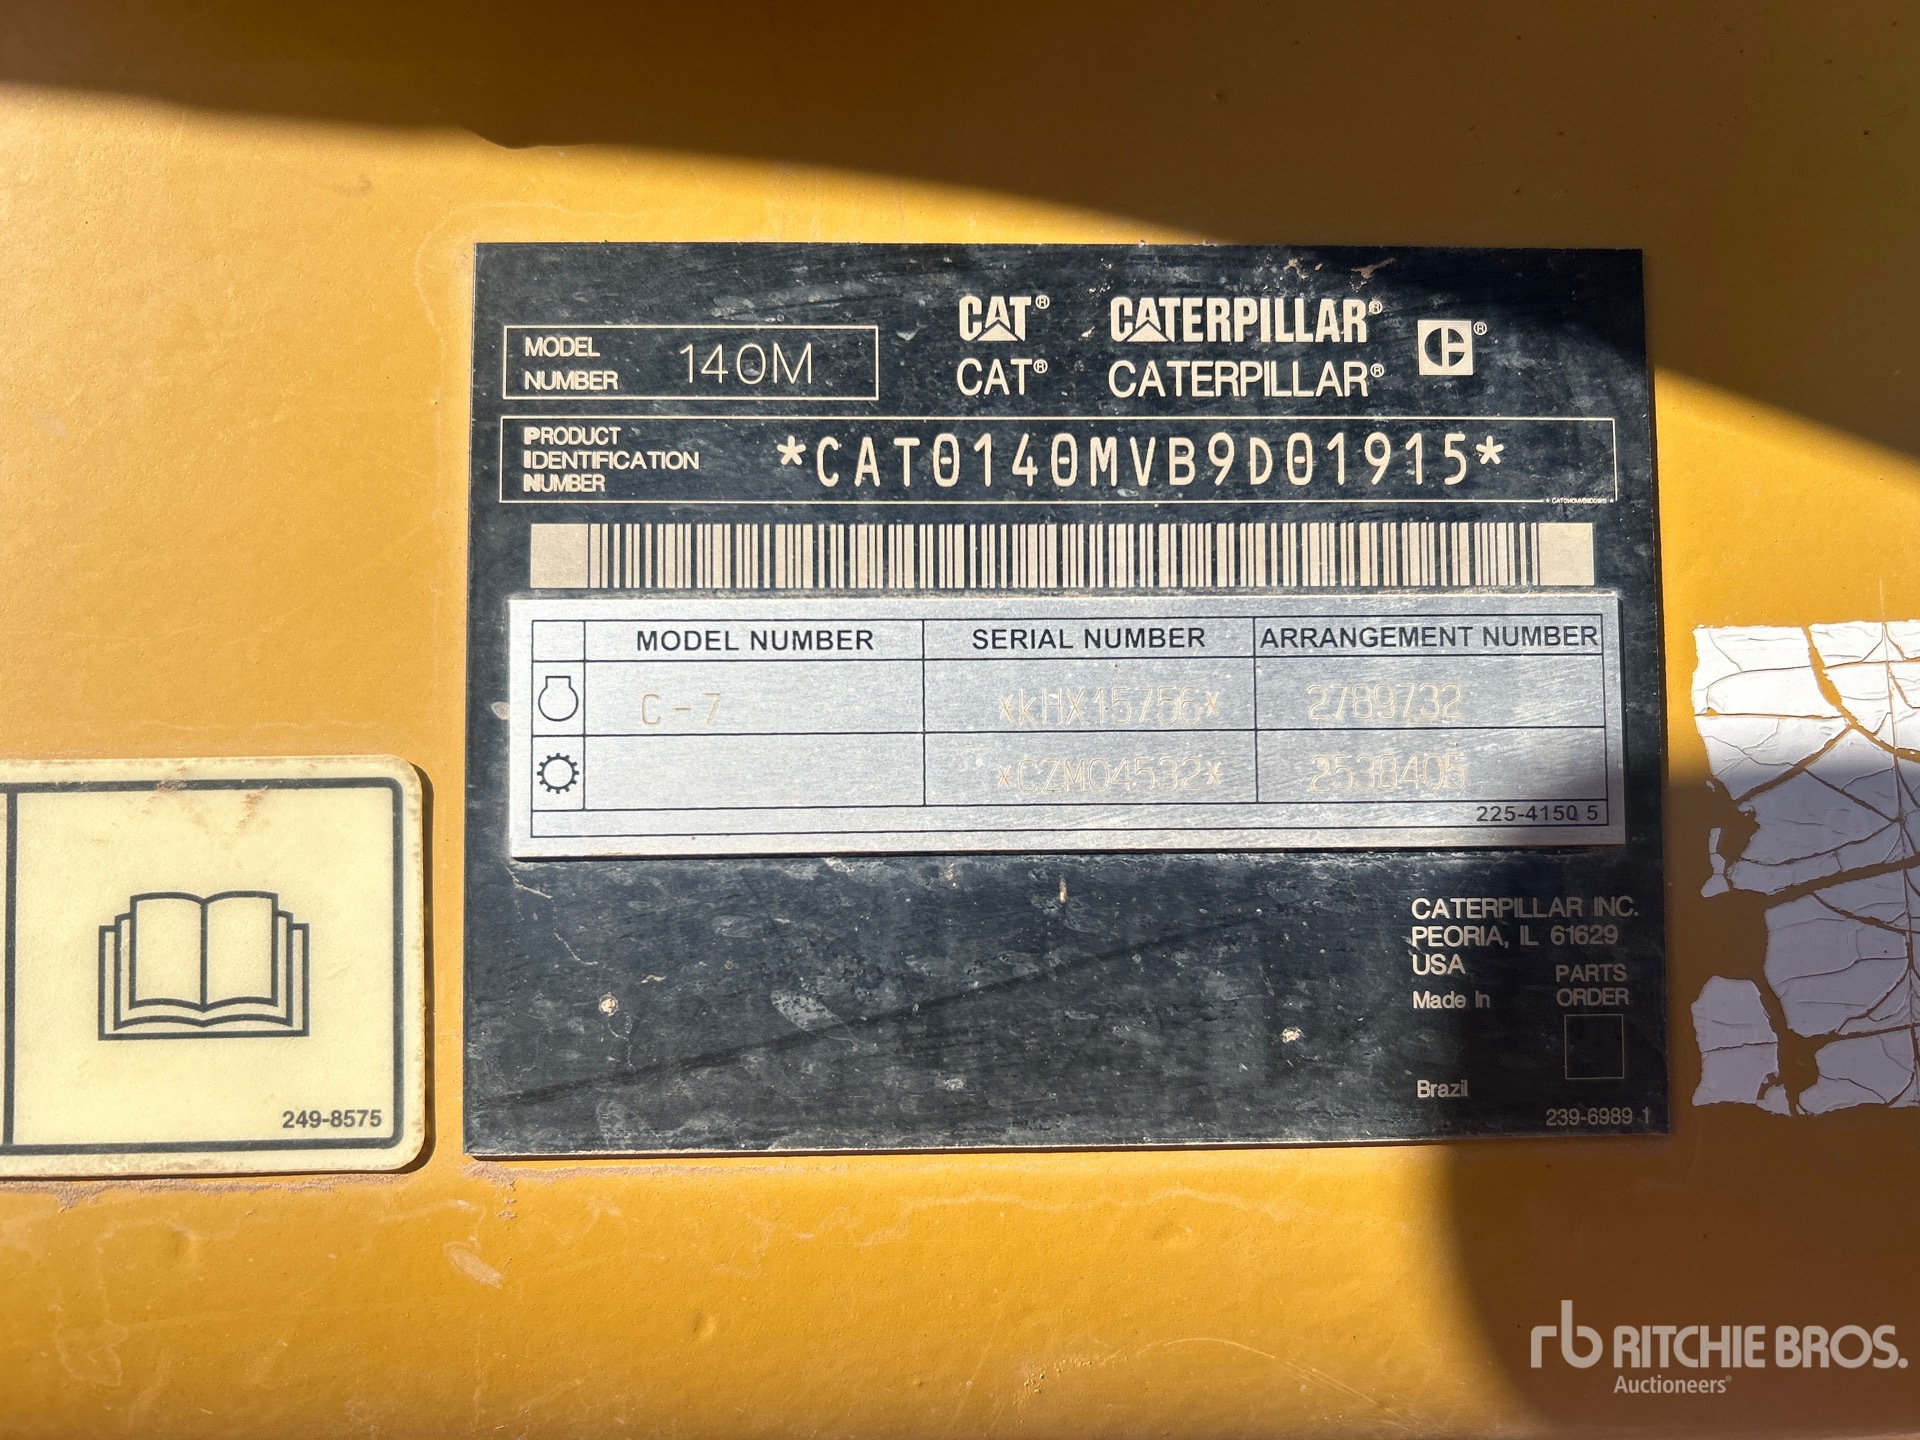 CAT® CATERPILLAR®
CAT® CATERPILLAR®
MODEL
NUMBER
140M
PRODUCT
IDENTIFICATION
NUMBER
*CAT0140MVB9D01915*
* CAT0140MVB9D01915 *
MODEL NUMBER SERIAL NUMBER ARRANGEMENT NUMBER
C-7 *kHX15756* 2789732
*CZM04532* 2538405
225-4150 5
CATERPILLAR INC.
PEORIA, IL 61629
USA
Made In
PARTS
ORDER
Brazil
239-6989 1
249-8575
rb RITCHIE BROS.
Auctioneers®